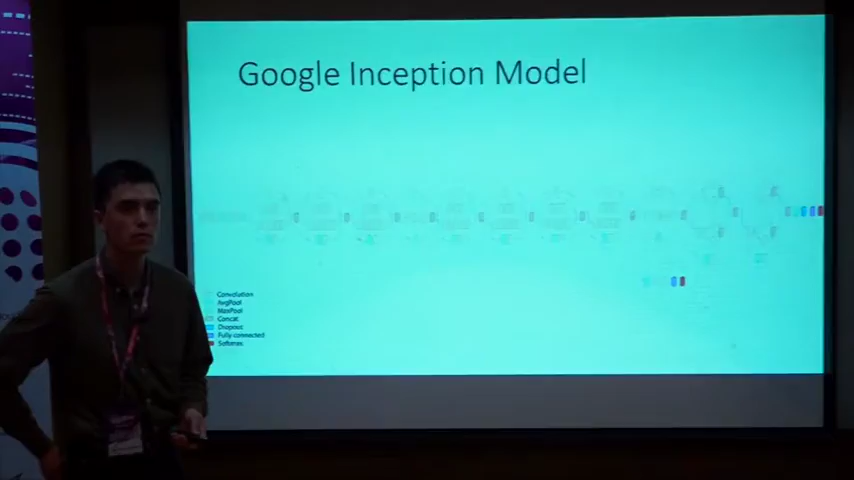 Google Inception Model
Convolution
AvgPool
MaxPool
Concat
Dropout
Fully connected
Softmax